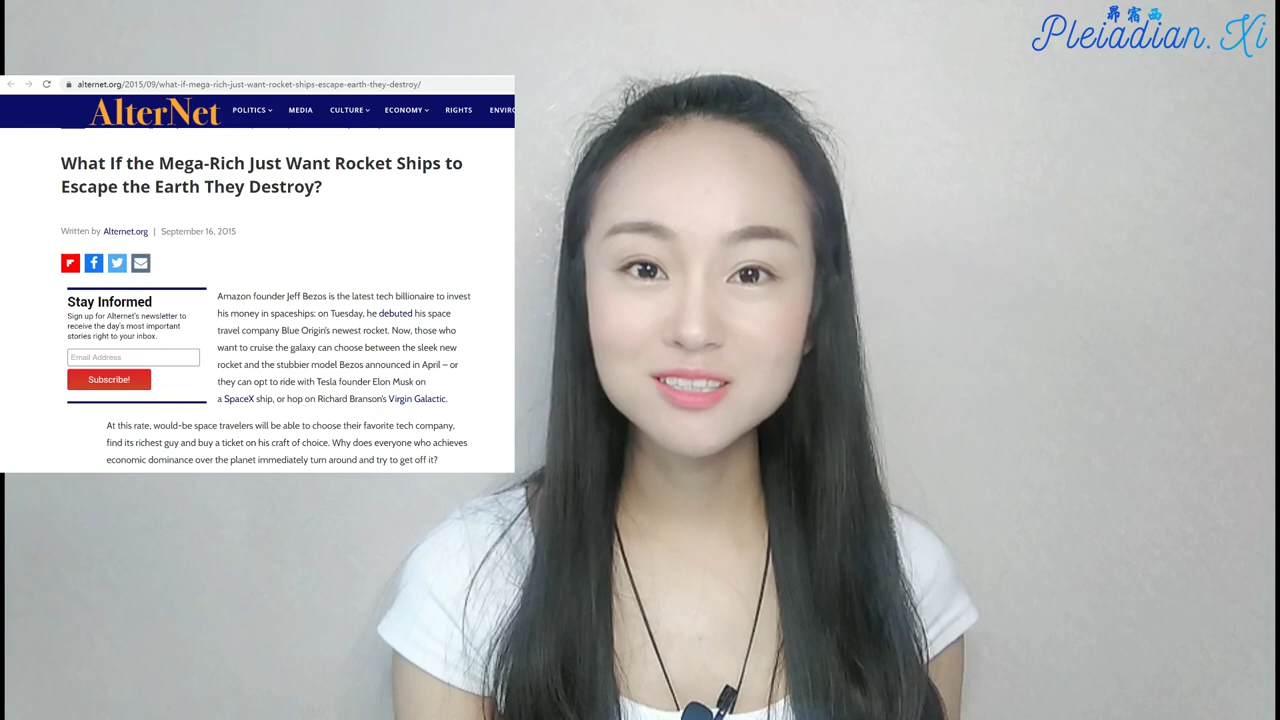 昴宿西
Pleiadian.Xi
alternet.org/2015/09/what-if-mega-rich-just-want-rocket-ships-escape-earth-they-destroy/
AlterNet POLITICS MEDIA CULTURE ECONOMY RIGHTS ENVIRO
What If the Mega-Rich Just Want Rocket Ships to
Escape the Earth They Destroy?
Written by Alternet.org | September 16, 2015
Stay Informed
Sign up for Alternet's newsletter to
receive the day's most important
stories right to your inbox.
Email Address
Subscribe!
Amazon founder Jeff Bezos is the latest tech billionaire to invest
his money in spaceships: on Tuesday, he debuted his space
travel company Blue Origin's newest rocket. Now, those who
want to cruise the galaxy can choose between the sleek new
rocket and the stubbier model Bezos announced in April – or
they can opt to ride with Tesla founder Elon Musk on
a SpaceX ship, or hop on Richard Branson's Virgin Galactic.
At this rate, would-be space travelers will be able to choose their favorite tech company,
find its richest guy and buy a ticket on his craft of choice. Why does everyone who achieves
economic dominance over the planet immediately turn around and try to get off it?